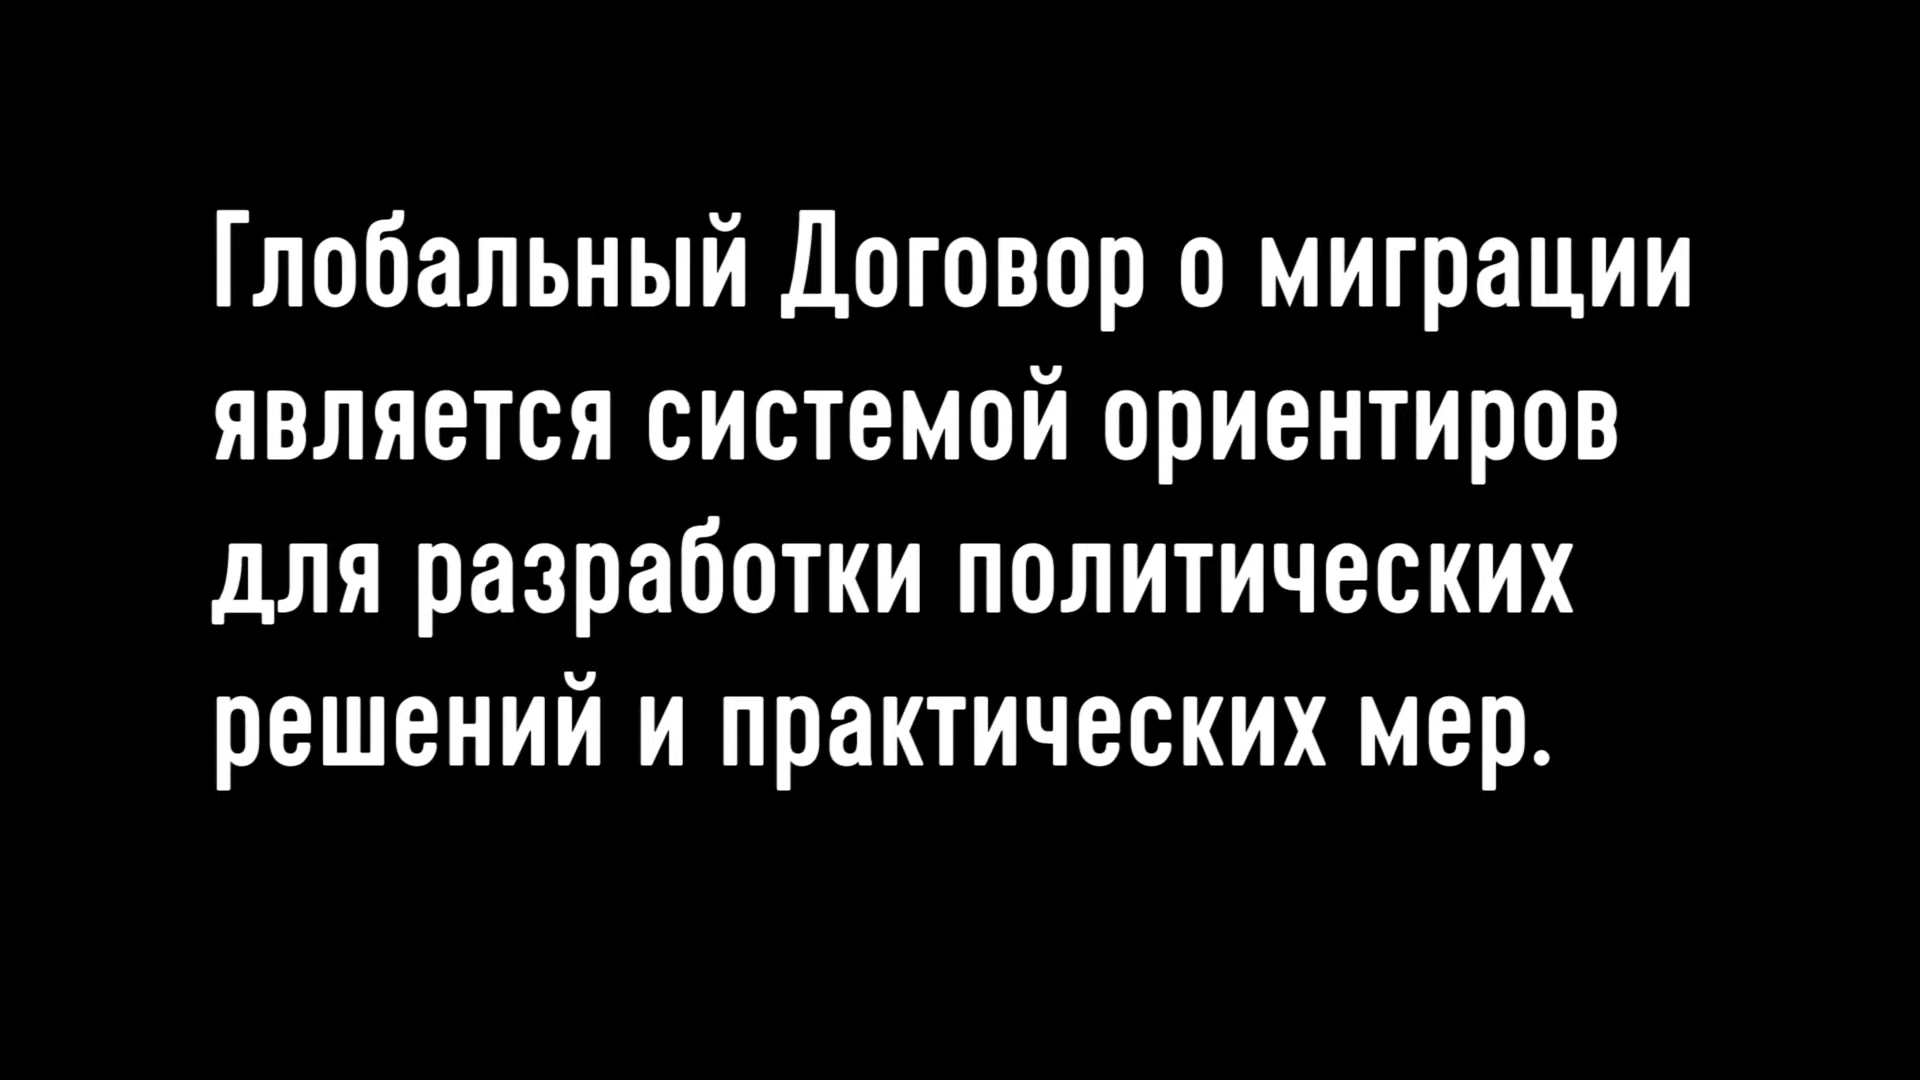 Глобальный Договор о миграции
является системой ориентиров
для разработки политических
решений и практических мер.